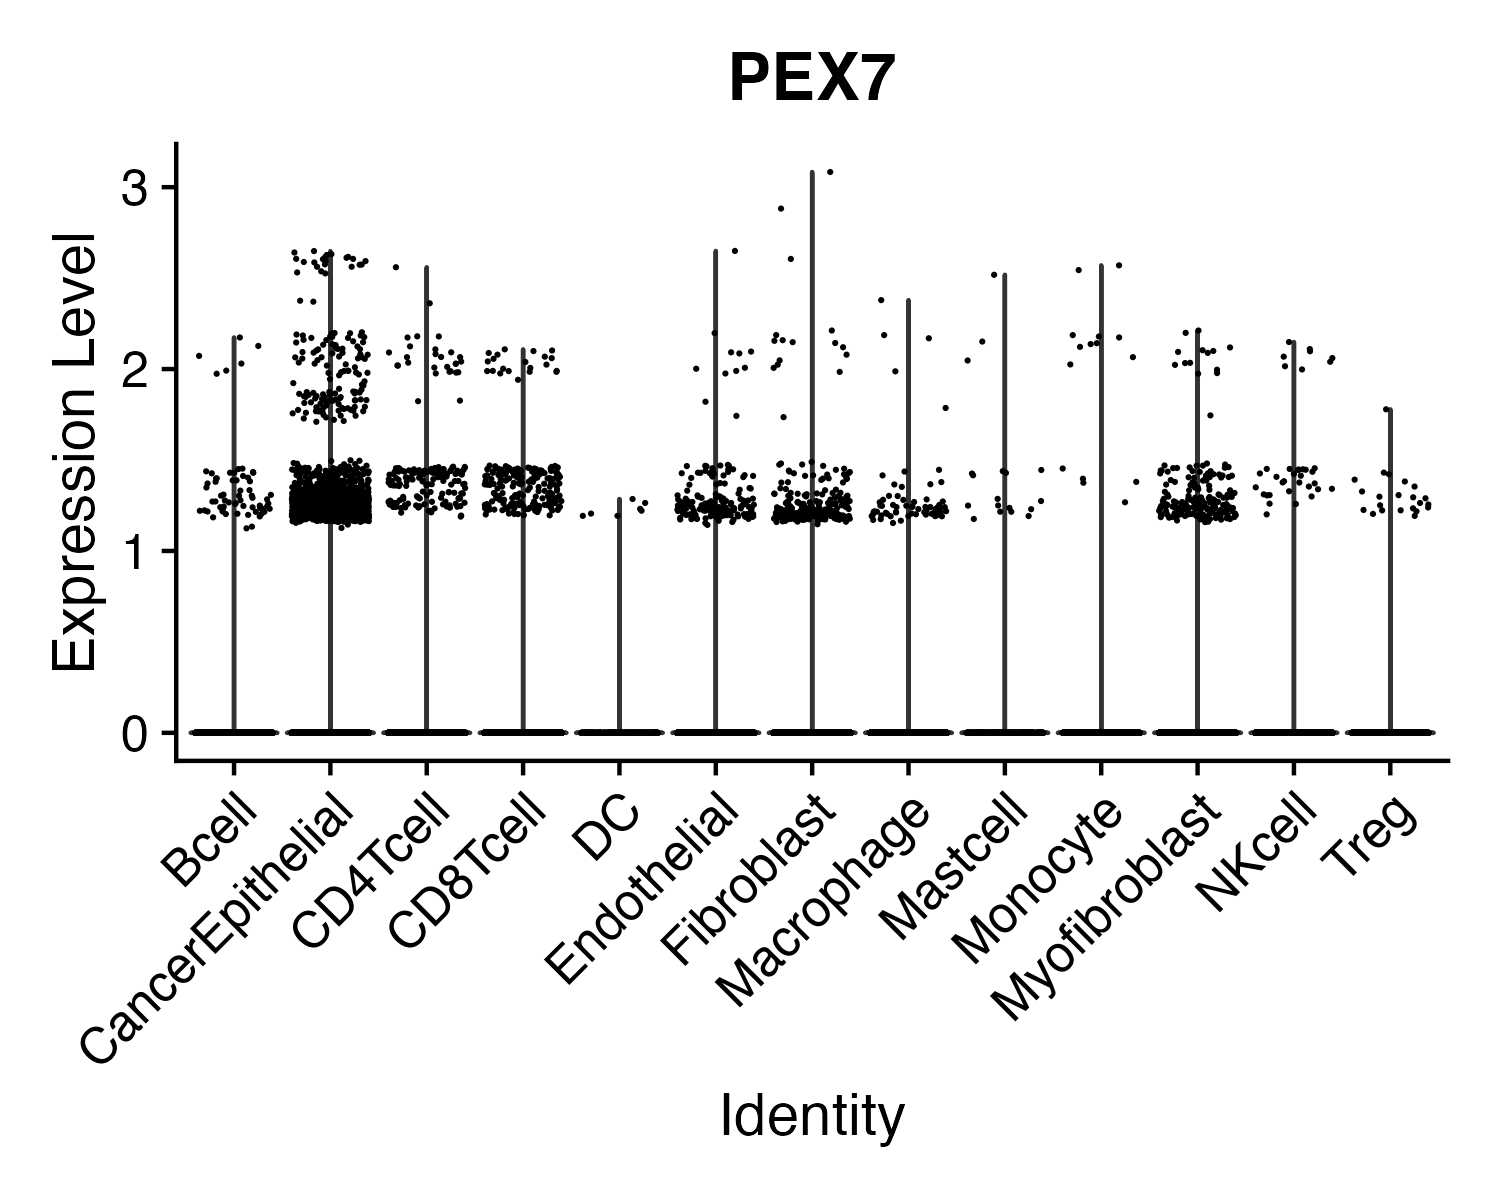 PEX7
Expression Level
3
2
1
0
Bcell
CancerEpithelial
CD4Tcell
CD8Tcell
DC
Endothelial
Fibroblast
Macrophage
Mastcell
Monocyte
Myofibroblast
NKcell
Treg
Identity